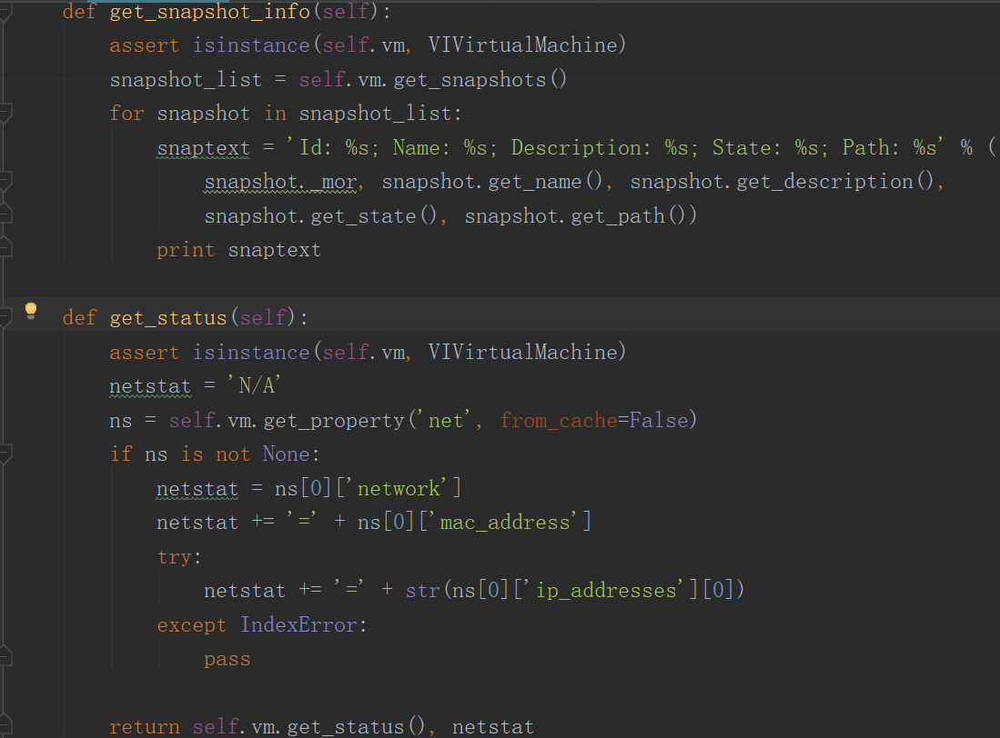 def get_snapshot_info(self):
assert isinstance(self.vm, VIVirtualMachine)
snapshot_list = self.vm.get_snapshots()
for snapshot in snapshot_list:
snaptext = 'Id: %s; Name: %s; Description: %s; State: %s; Path: %s' % (
snapshot._mor, snapshot.get_name(), snapshot.get_description(),
snapshot.get_state(), snapshot.get_path())
print snaptext
def get_status(self):
assert isinstance(self.vm, VIVirtualMachine)
netstat = 'N/A'
ns = self.vm.get_property('net', from_cache=False)
if ns is not None:
netstat = ns[0]['network']
netstat += '=' + ns[0]['mac_address']
try:
netstat += '=' + str(ns[0]['ip_addresses'][0])
except IndexError:
pass
return self.vm.get_status(), netstat